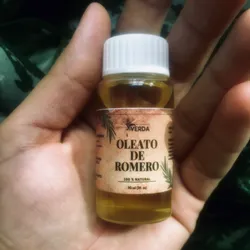 VERDA
OLEATO
DE
ROMERO
100 % NATURAL